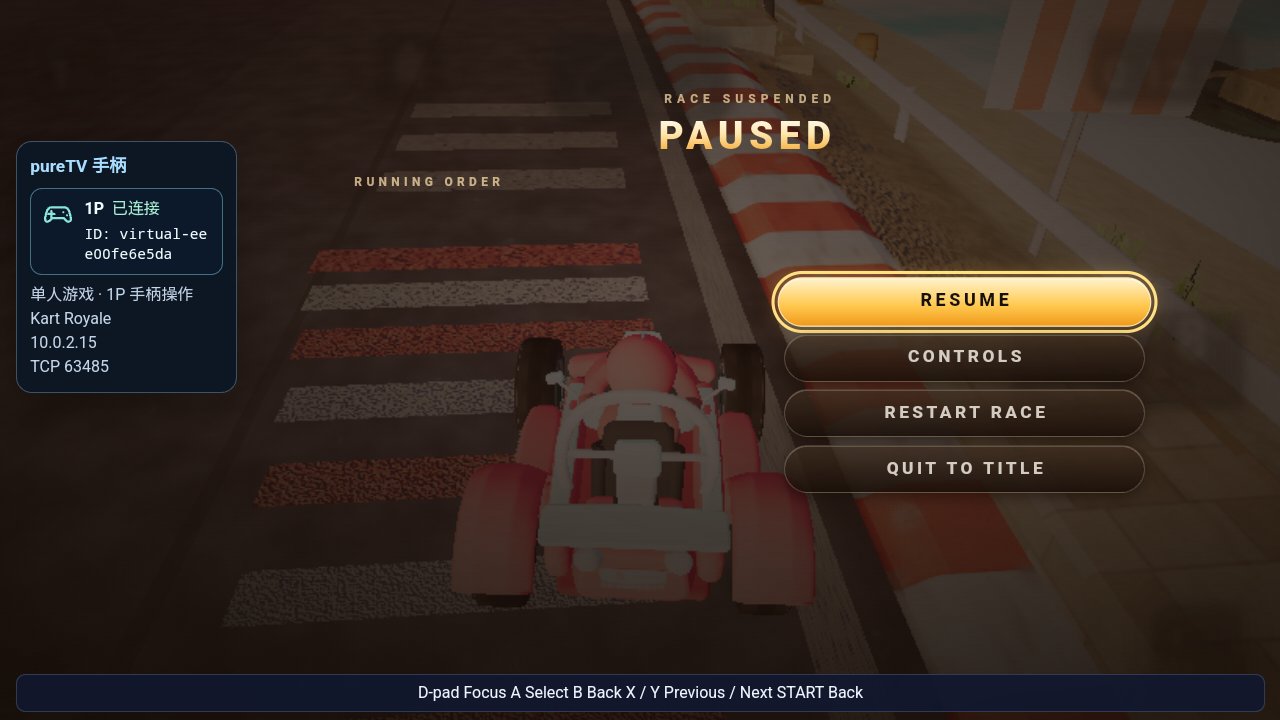 RACE SUSPENDED
PAUSED
RUNNING ORDER
pureTV 手柄
1P 已连接
ID: virtual-ee
e00fe6e5da
单人游戏 · 1P 手柄操作
Kart Royale
10.0.2.15
TCP 63485
RESUME
CONTROLS
RESTART RACE
QUIT TO TITLE
D-pad Focus A Select B Back X / Y Previous / Next START Back